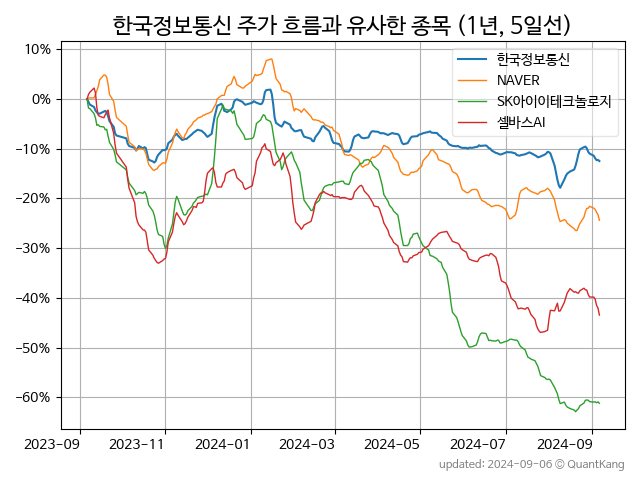 한국정보통신 주가 흐름과 유사한 종목 (1년, 5일선)
한국정보통신
NAVER
SK아이이테크놀로지
셀바스AI
10%
0%
−10%
−20%
−30%
−40%
−50%
−60%
2023-09 2023-11 2024-01 2024-03 2024-05 2024-07 2024-09
updated: 2024-09-06 © QuantKang